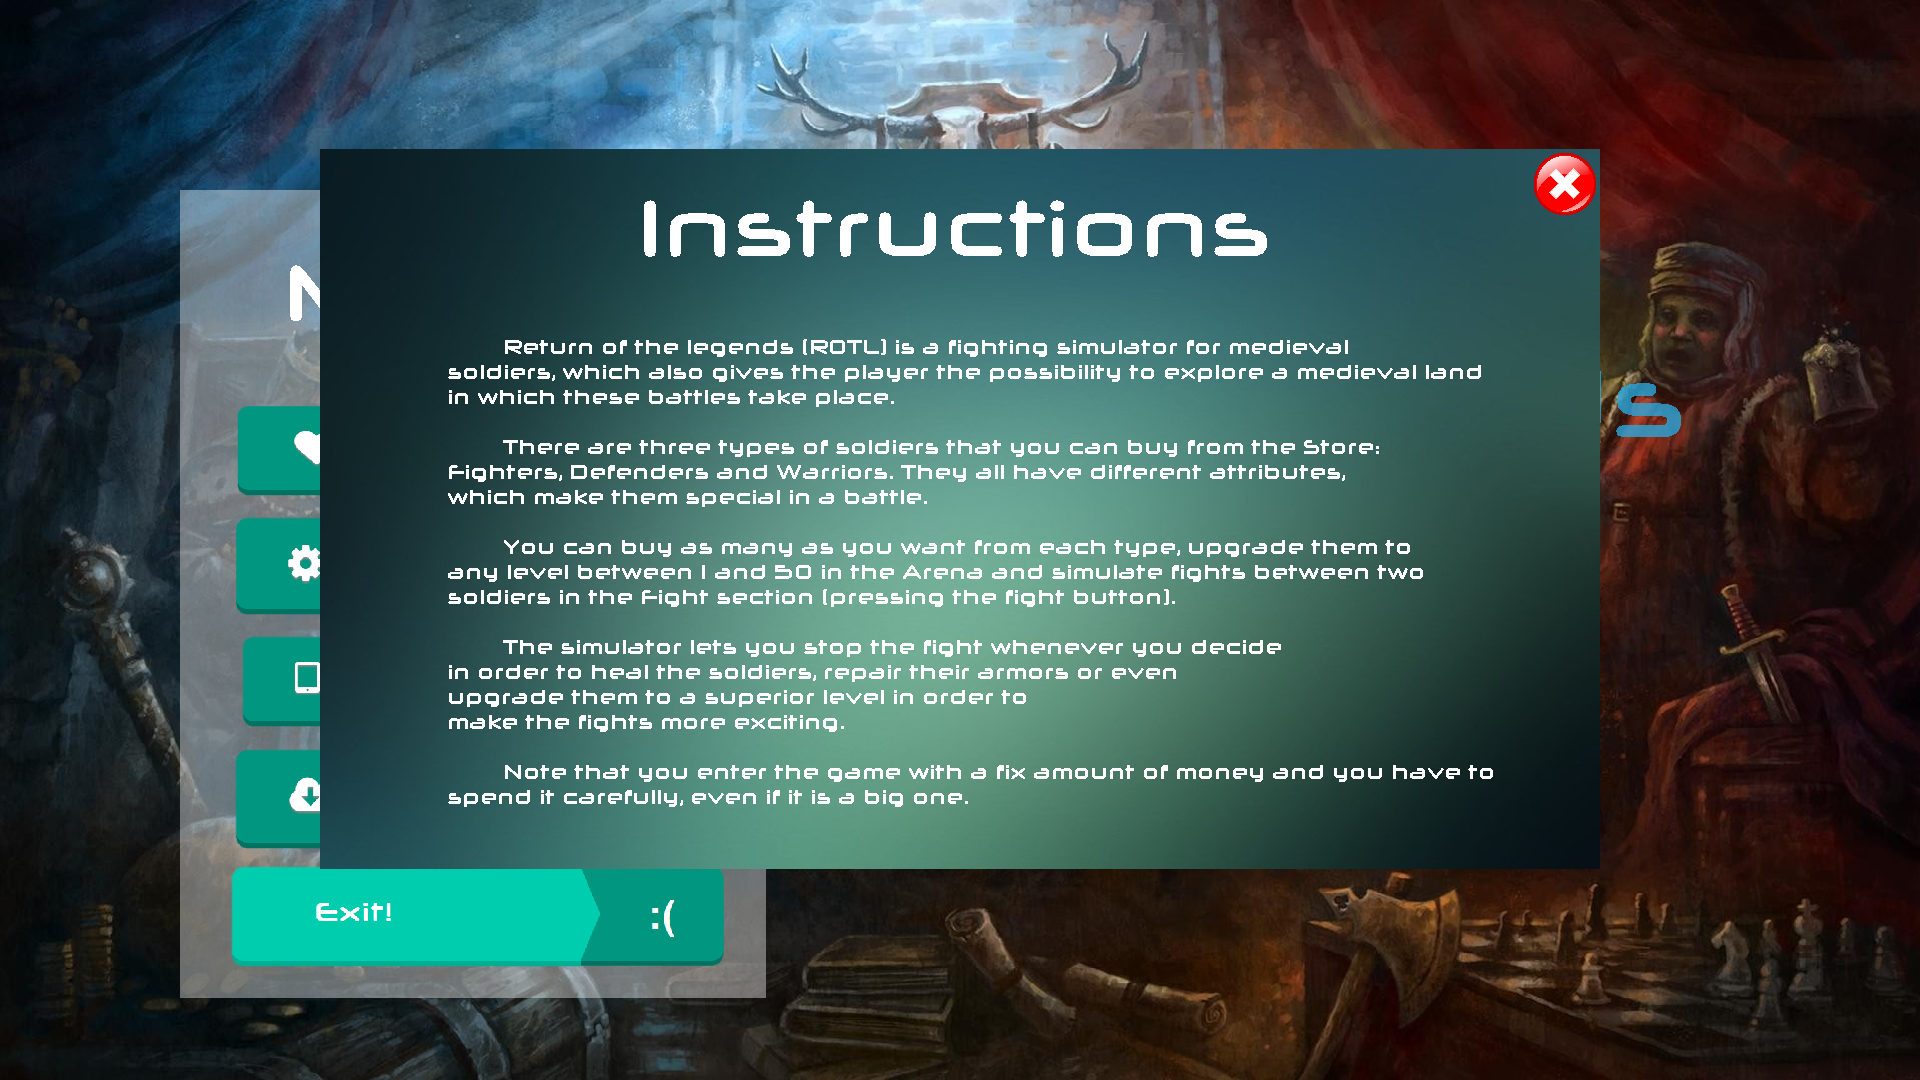 Instructions
Return of the legends (ROTL) is a fighting simulator for medieval
soldiers, which also gives the player the possibility to explore a medieval land
in which these battles take place.
There are three types of soldiers that you can buy from the Store:
Fighters, Defenders and Warriors. They all have different attributes,
which make them special in a battle.
You can buy as many as you want from each type, upgrade them to
any level between 1 and 50 in the Arena and simulate fights between two
soldiers in the Fight section (pressing the fight button).
The simulator lets you stop the fight whenever you decide
in order to heal the soldiers, repair their armors or even
upgrade them to a superior level in order to
make the fights more exciting.
Note that you enter the game with a fix amount of money and you have to
spend it carefully, even if it is a big one.
Exit! :(